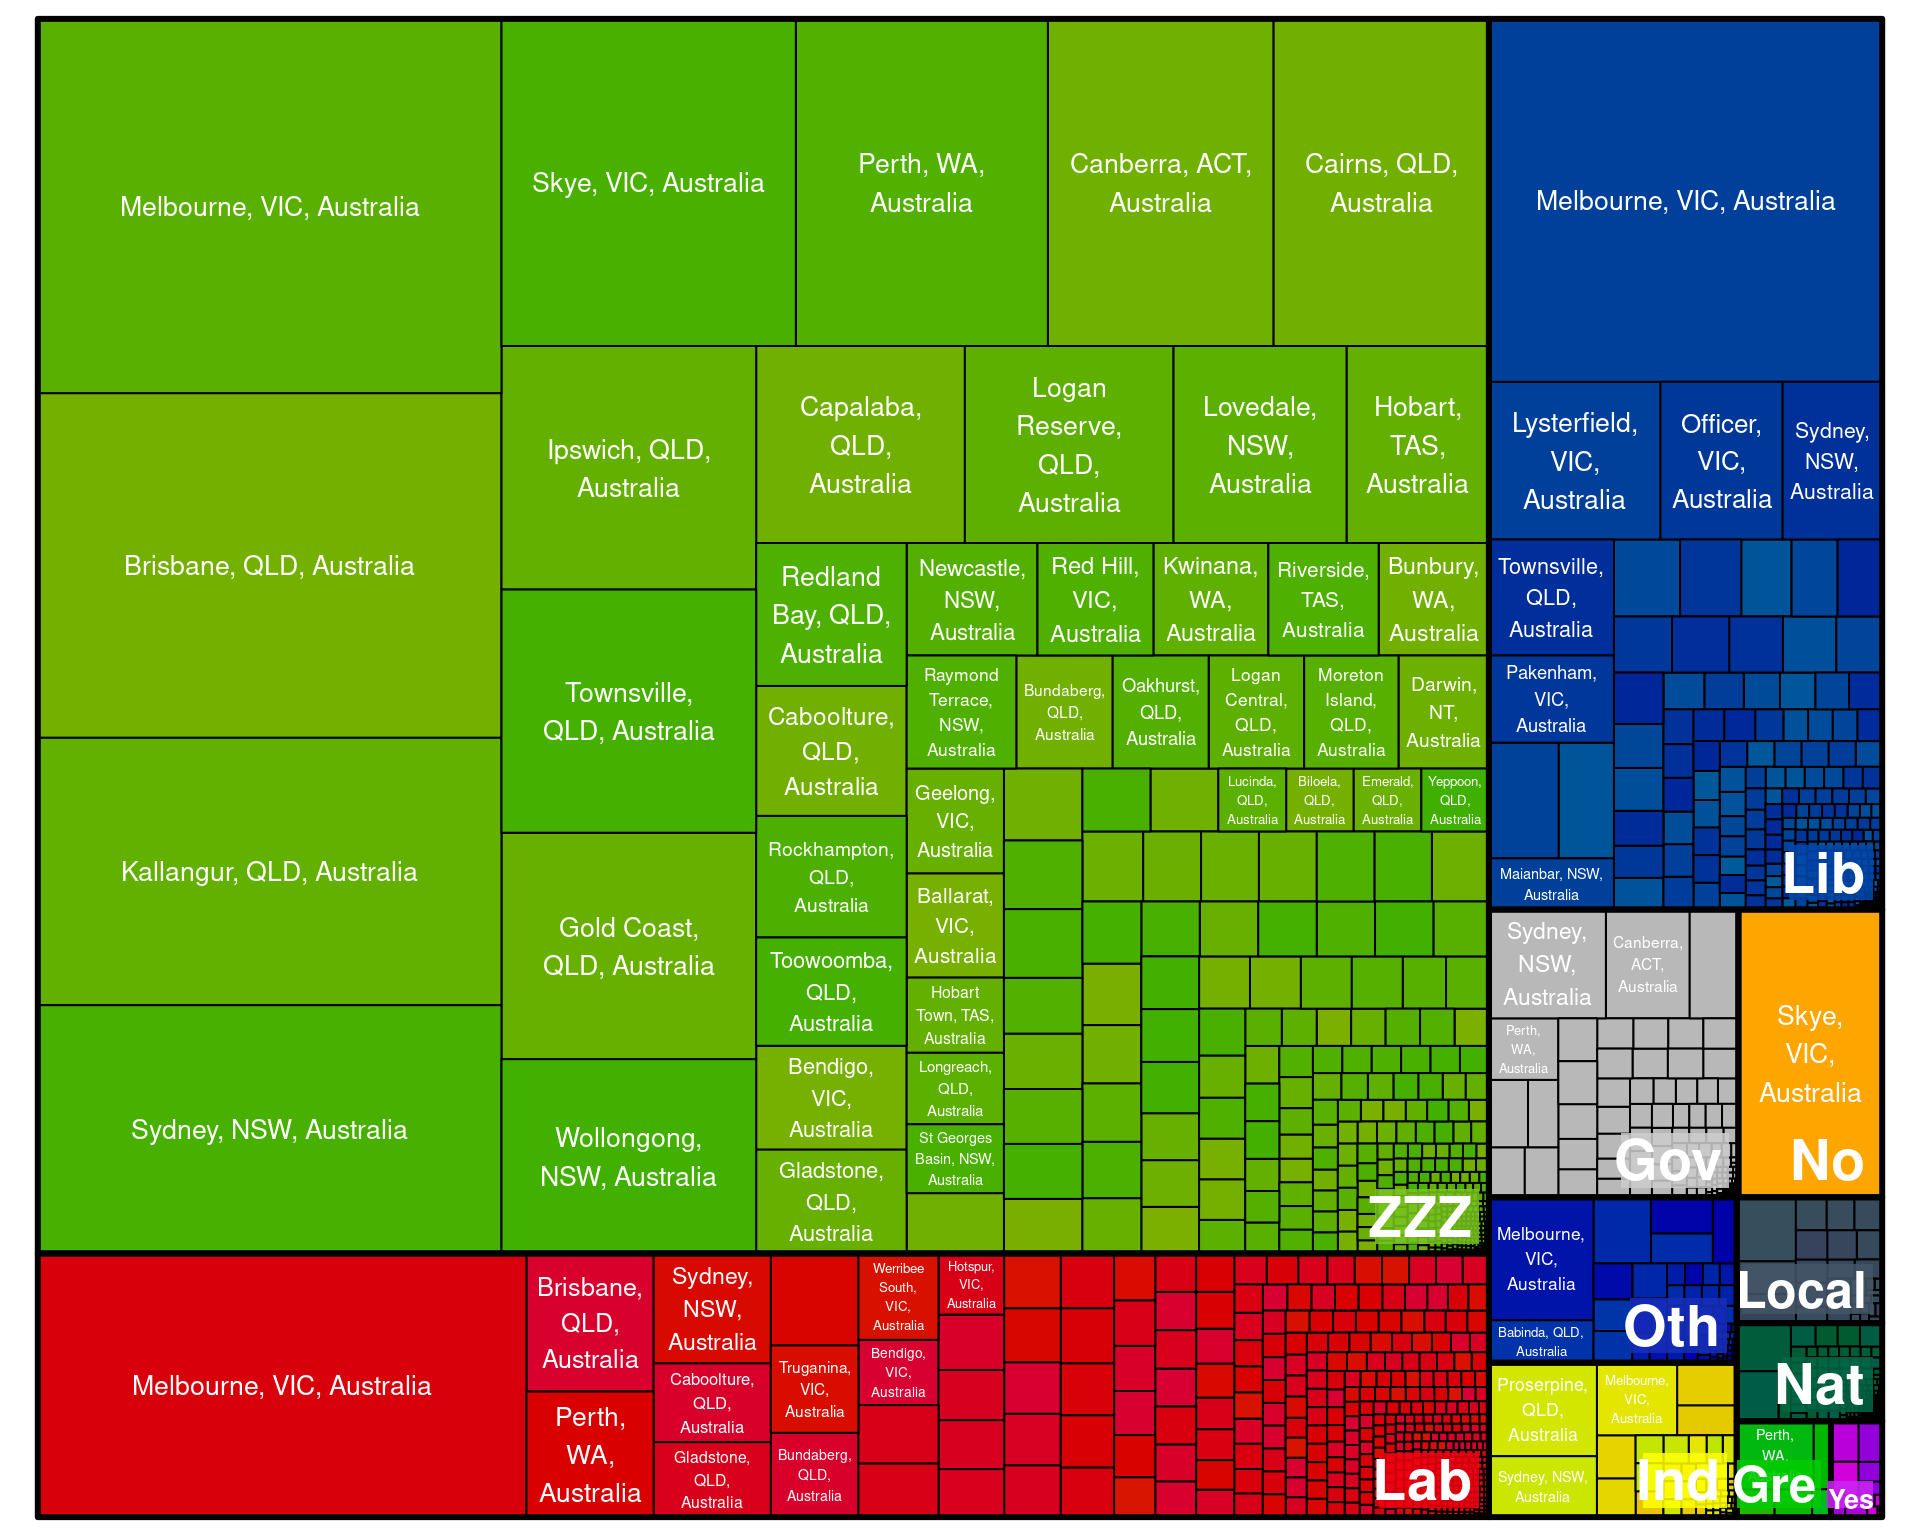 Melbourne, VIC, Australia
Brisbane, QLD, Australia
Kallangur, QLD, Australia
Sydney, NSW, Australia
Skye, VIC, Australia
Perth, WA,
Australia
Canberra, ACT,
Australia
Cairns, QLD,
Australia
Ipswich, QLD,
Australia
Townsville,
QLD, Australia
Gold Coast,
QLD, Australia
Wollongong,
NSW, Australia
Capalaba,
QLD,
Australia
Logan
Reserve,
QLD,
Australia
Lovedale,
NSW,
Australia
Hobart,
TAS,
Australia
Redland
Bay, QLD,
Australia
Caboolture,
QLD,
Australia
Rockhampton,
QLD,
Australia
Toowoomba,
QLD,
Australia
Bendigo,
VIC,
Australia
Gladstone,
QLD,
Australia
Newcastle,
NSW,
Australia
Red Hill,
VIC,
Australia
Kwinana,
WA,
Australia
Riverside,
TAS,
Australia
Bunbury,
WA,
Australia
Raymond
Terrace,
NSW,
Australia
Bundaberg,
QLD,
Australia
Oakhurst,
QLD,
Australia
Logan
Central,
QLD,
Australia
Moreton
Island,
QLD,
Australia
Darwin,
NT,
Australia
Geelong,
VIC,
Australia
Ballarat,
VIC,
Australia
Hobart
Town, TAS,
Australia
Longreach,
QLD,
Australia
St Georges
Basin, NSW,
Australia
Lucinda,
QLD,
Australia
Biloela,
QLD,
Australia
Emerald,
QLD,
Australia
Yeppoon,
QLD,
Australia
ZZZ
Melbourne, VIC, Australia
Brisbane,
QLD,
Australia
Perth,
WA,
Australia
Sydney,
NSW,
Australia
Caboolture,
QLD,
Australia
Gladstone,
QLD,
Australia
Truganina,
VIC,
Australia
Bundaberg,
QLD,
Australia
Werribee
South,
VIC,
Australia
Bendigo,
VIC,
Australia
Hotspur,
VIC,
Australia
Lab
Melbourne, VIC, Australia
Lysterfield,
VIC,
Australia
Officer,
VIC,
Australia
Sydney,
NSW,
Australia
Townsville,
QLD,
Australia
Pakenham,
VIC,
Australia
Maianbar, NSW,
Australia
Lib
Sydney,
NSW,
Australia
Canberra,
ACT,
Australia
Perth,
WA,
Australia
Gov
Skye,
VIC,
Australia
No
Melbourne,
VIC,
Australia
Babinda, QLD,
Australia
Oth
Local
Nat
Proserpine,
QLD,
Australia
Melbourne,
VIC,
Australia
Sydney, NSW,
Australia
Ind
Perth,
WA,
Gre
Yes